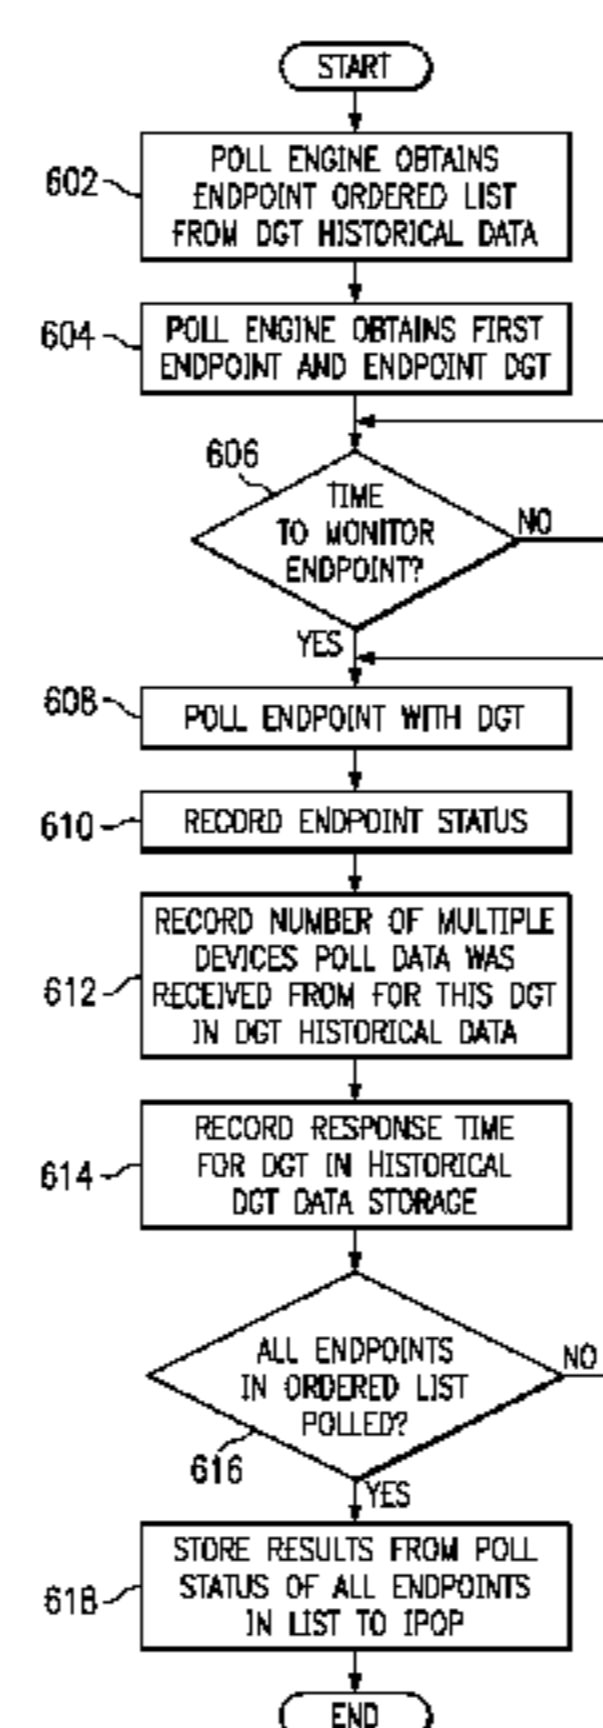 START
602
POLL ENGINE OBTAINS
ENDPOINT ORDERED LIST
FROM DGT HISTORICAL DATA
604
POLL ENGINE OBTAINS FIRST
ENDPOINT AND ENDPOINT DGT
606
TIME
TO MONITOR
ENDPOINT?
NO
YES
608
POLL ENDPOINT WITH DGT
610
RECORD ENDPOINT STATUS
612
RECORD NUMBER OF MULTIPLE
DEVICES POLL DATA WAS
RECEIVED FROM FOR THIS DGT
IN DGT HISTORICAL DATA
614
RECORD RESPONSE TIME
FOR DGT IN HISTORICAL
DGT DATA STORAGE
ALL ENDPOINTS
IN ORDERED LIST
POLLED?
NO
616
YES
618
STORE RESULTS FROM POLL
STATUS OF ALL ENDPOINTS
IN LIST TO IPOP
END